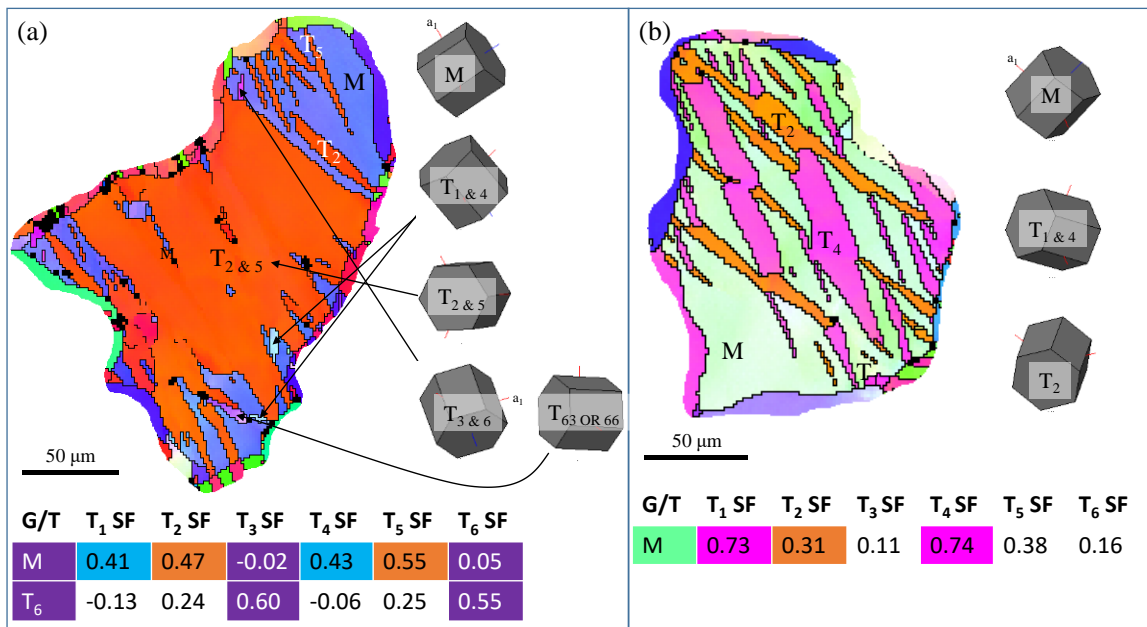 (a)
T5
M
T2
M
T2 & 5
a1
M
T1 & 4
T2 & 5
T3 & 6
a1
T63 OR 66
50 μm
G/T T1 SF T2 SF T3 SF T4 SF T5 SF T6 SF
M 0.41 0.47 -0.02 0.43 0.55 0.05
T6 -0.13 0.24 0.60 -0.06 0.25 0.55
(b)
T2
T4
M
T
a1
M
T1 & 4
T2
50 μm
G/T T1 SF T2 SF T3 SF T4 SF T5 SF T6 SF
M 0.73 0.31 0.11 0.74 0.38 0.16